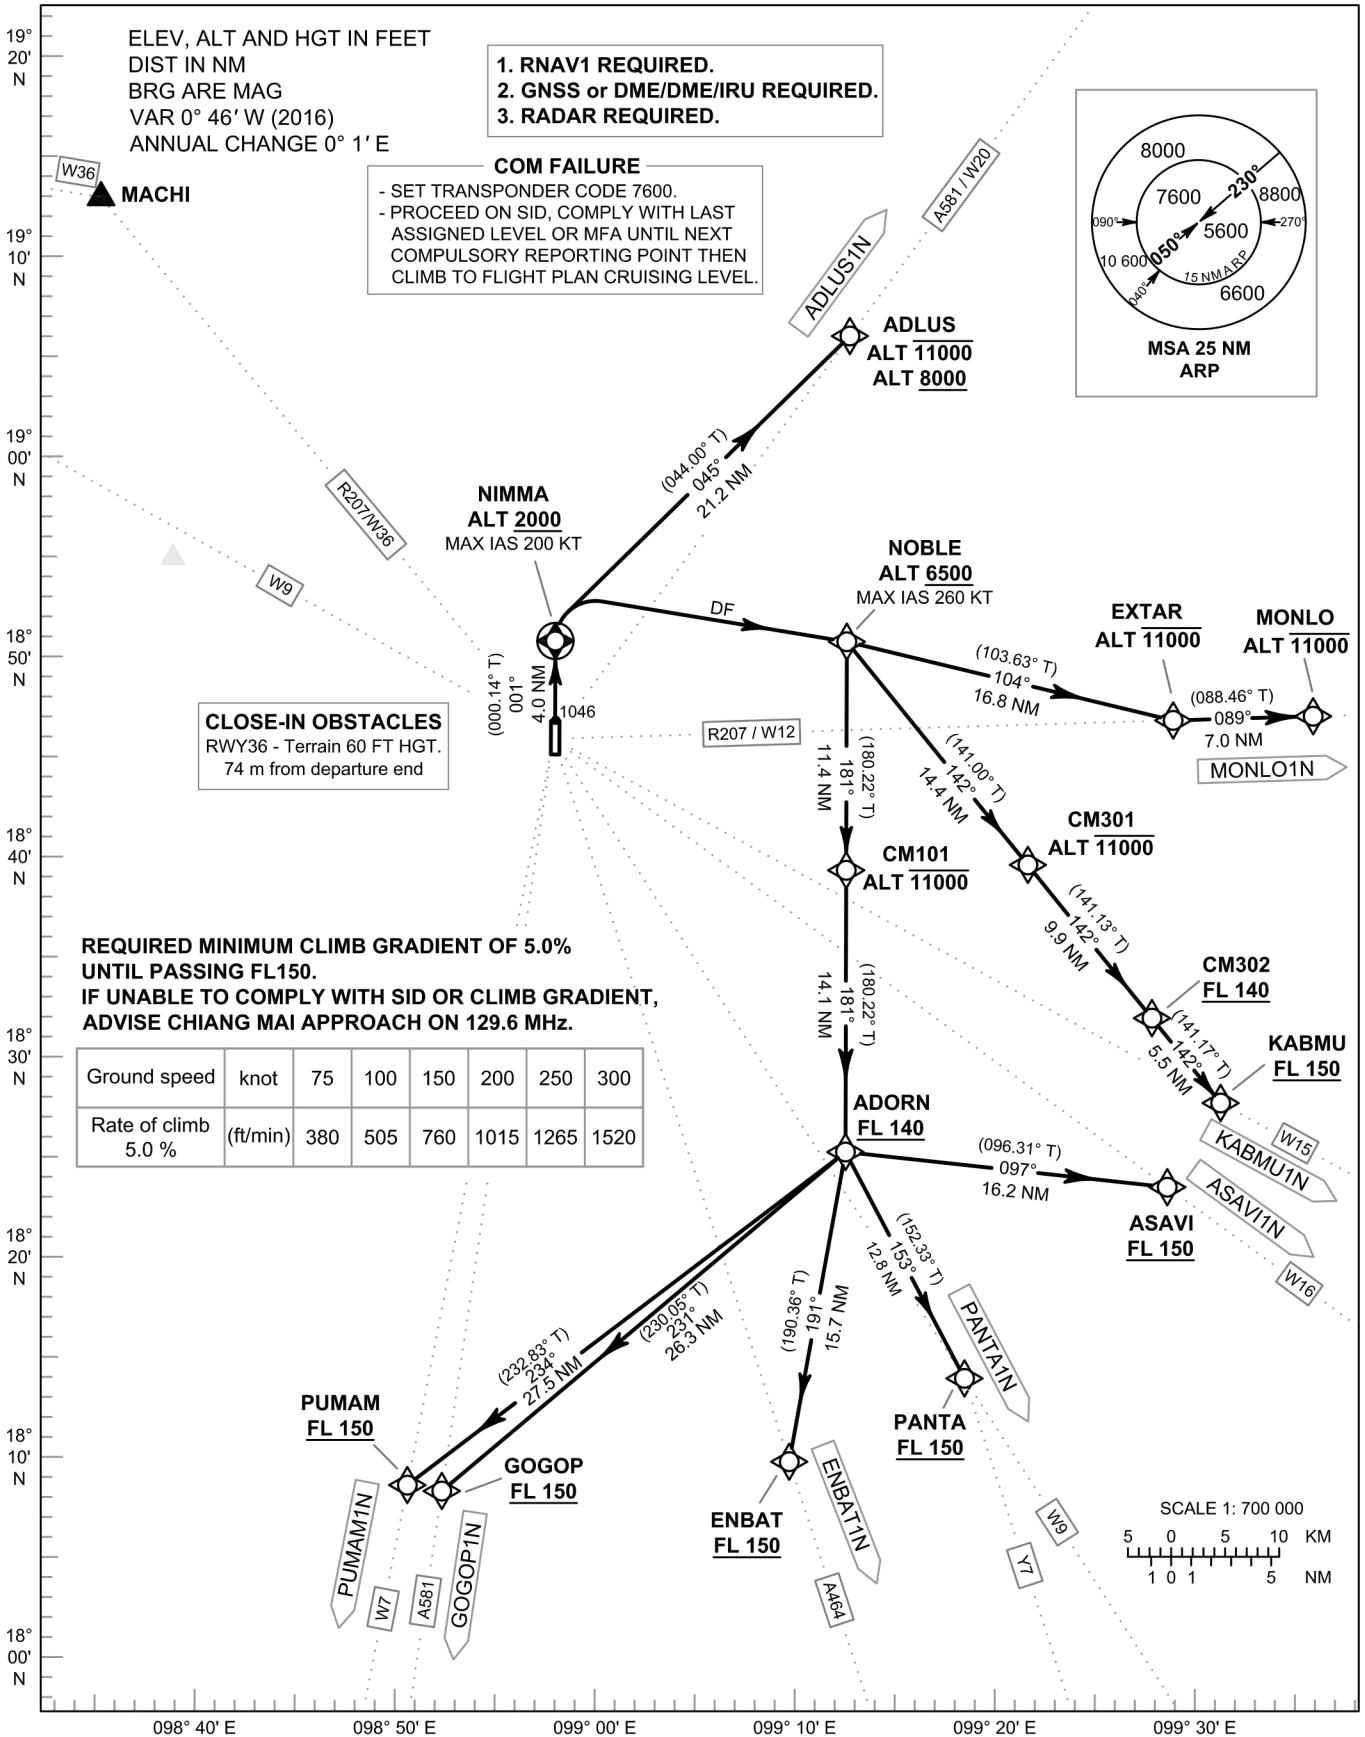 ELEV, ALT AND HGT IN FEET
DIST IN NM
BRG ARE MAG
VAR 0° 46′ W (2016)
ANNUAL CHANGE 0° 1′ E
1. RNAV1 REQUIRED.
2. GNSS or DME/DME/IRU REQUIRED.
3. RADAR REQUIRED.
COM FAILURE
- SET TRANSPONDER CODE 7600.
- PROCEED ON SID, COMPLY WITH LAST
ASSIGNED LEVEL OR MFA UNTIL NEXT
COMPULSORY REPORTING POINT THEN
CLIMB TO FLIGHT PLAN CRUISING LEVEL.
8000
7600
230°
8800
090°
270°
050°
5600
10 600
15 NM ARP
040°
6600
MSA 25 NM
ARP
19°
20'
N
19°
10'
N
19°
00'
N
18°
50'
N
18°
40'
N
18°
30'
N
18°
20'
N
18°
10'
N
18°
00'
N
W36
MACHI
R207/W36
W9
A581 / W20
ADLUS1N
ADLUS
ALT 11000
ALT 8000
(044.00° T)
045°
21.2 NM
NIMMA
ALT 2000
MAX IAS 200 KT
DF
NOBLE
ALT 6500
MAX IAS 260 KT
(103.63° T)
104°
16.8 NM
EXTAR
ALT 11000
MONLO
ALT 11000
(088.46° T)
089°
7.0 NM
MONLO1N
(000.14° T)
001°
4.0 NM
1046
R207 / W12
CLOSE-IN OBSTACLES
RWY36 - Terrain 60 FT HGT.
74 m from departure end
(180.22° T)
181°
11.4 NM
(141.00° T)
142°
14.4 NM
CM101
ALT 11000
CM301
ALT 11000
(141.13° T)
142°
9.9 NM
CM302
FL 140
(141.17° T)
142°
5.5 NM
KABMU
FL 150
W15
KABMU1N
(180.22° T)
181°
14.1 NM
REQUIRED MINIMUM CLIMB GRADIENT OF 5.0%
UNTIL PASSING FL150.
IF UNABLE TO COMPLY WITH SID OR CLIMB GRADIENT,
ADVISE CHIANG MAI APPROACH ON 129.6 MHz.
Ground speed knot 75 100 150 200 250 300
Rate of climb
5.0 % (ft/min) 380 505 760 1015 1265 1520
ADORN
FL 140
(096.31° T)
097°
16.2 NM
ASAVI
FL 150
ASAVI1N
W16
(152.33° T)
153°
12.8 NM
PANTA
FL 150
PANTA1N
(190.36° T)
191°
15.7 NM
ENBAT
FL 150
ENBAT1N
(230.05° T)
231°
26.3 NM
(232.83° T)
234°
27.5 NM
PUMAM
FL 150
GOGOP
FL 150
PUMAM1N
W7
A581
GOGOP1N
A464
Y7
W9
SCALE 1: 700 000
5 0 5 10 KM
1 0 1 5 NM
098° 40' E
098° 50' E
099° 00' E
099° 10' E
099° 20' E
099° 30' E